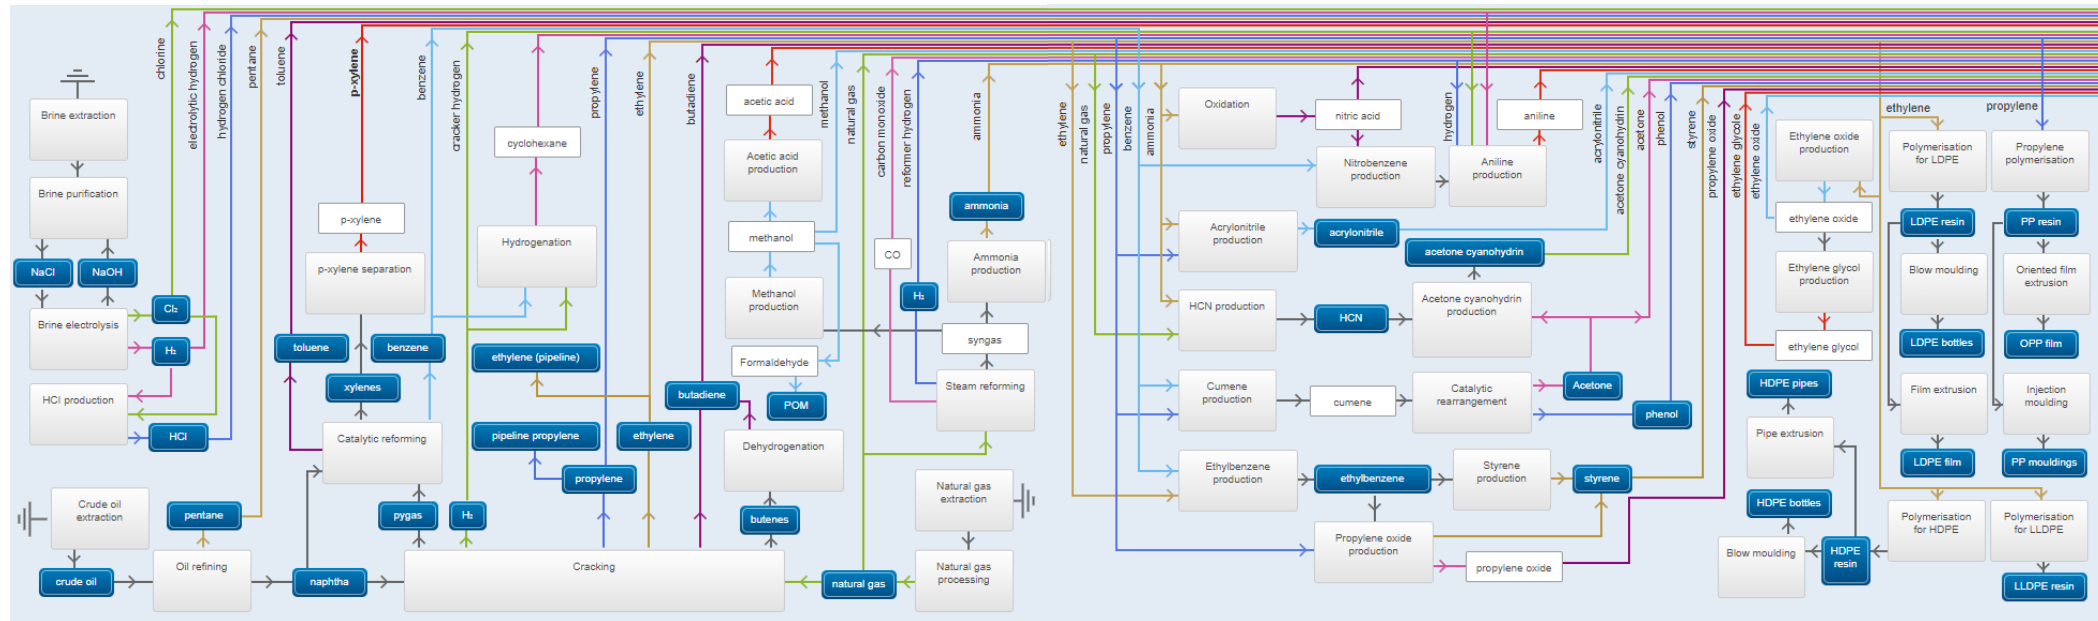 chlorine
electrolytic hydrogen
hydrogen chloride
pentane
toluene
p-xylene
benzene
cracker hydrogen
propylene
ethylene
butadiene
methanol
natural gas
carbon monoxide
reformer hydrogen
ammonia
ethylene
natural gas
propylene
benzene
ammonia
hydrogen
acrylonitrile
acetone cyanohydrin
acetone
phenol
styrene
propylene oxide
ethylene glycole
ethylene oxide
ethylene
propylene
Brine extraction
Brine purification
NaCl
NaOH
Brine electrolysis
Cl₂
H₂
HCl production
HCl
Crude oil
extraction
crude oil
pentane
Oil refining
naphtha
p-xylene
p-xylene separation
toluene
benzene
xylenes
Catalytic reforming
pygas
H₂
cyclohexane
Hydrogenation
ethylene (pipeline)
pipeline propylene
propylene
ethylene
Cracking
acetic acid
Acetic acid
production
methanol
Methanol
production
Formaldehyde
POM
butadiene
Dehydrogenation
butenes
natural gas
CO
H₂
ammonia
Ammonia
production
syngas
Steam reforming
Natural gas
extraction
Natural gas
processing
Oxidation
nitric acid
aniline
Nitrobenzene
production
Aniline
production
Acrylonitrile
production
acrylonitrile
acetone cyanohydrin
HCN production
HCN
Acetone cyanohydrin
production
Cumene
production
cumene
Catalytic
rearrangement
Acetone
phenol
Ethylbenzene
production
ethylbenzene
Styrene
production
styrene
Propylene oxide
production
propylene oxide
Ethylene oxide
production
ethylene oxide
Ethylene glycol
production
ethylene glycol
Polymerisation
for LDPE
LDPE resin
Blow moulding
LDPE bottles
Film extrusion
LDPE film
Propylene
polymerisation
PP resin
Oriented film
extrusion
OPP film
Injection
moulding
PP mouldings
HDPE pipes
Pipe extrusion
HDPE bottles
Blow moulding
HDPE
resin
Polymerisation
for HDPE
Polymerisation
for LLDPE
LLDPE resin